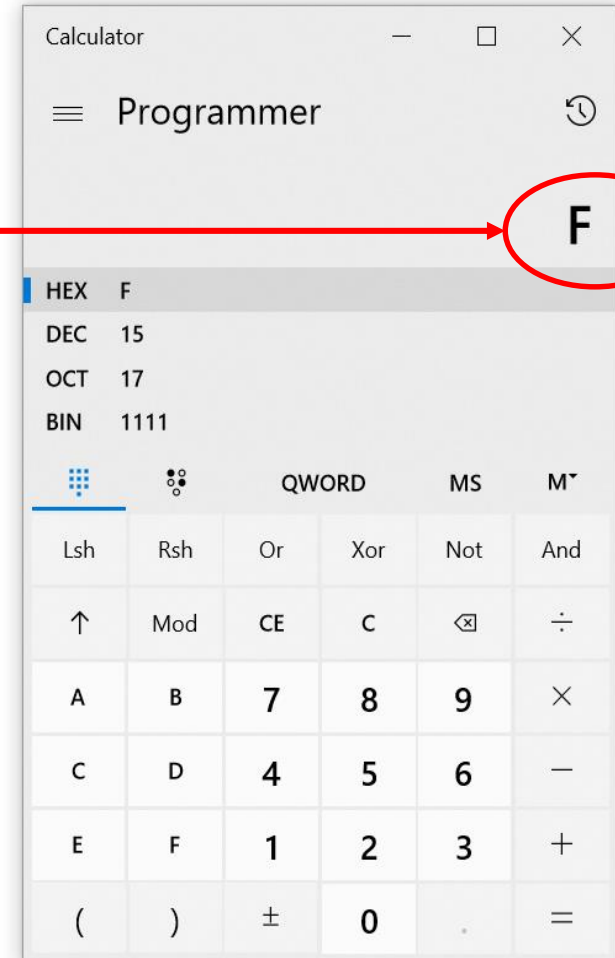 Calculator
Programmer
F
HEX F
DEC 15
OCT 17
BIN 1111
QWORD MS M
Lsh Rsh Or Xor Not And
↑ Mod CE C ⌫ ÷
A B 7 8 9 ×
C D 4 5 6 −
E F 1 2 3 +
( ) ± 0 . =